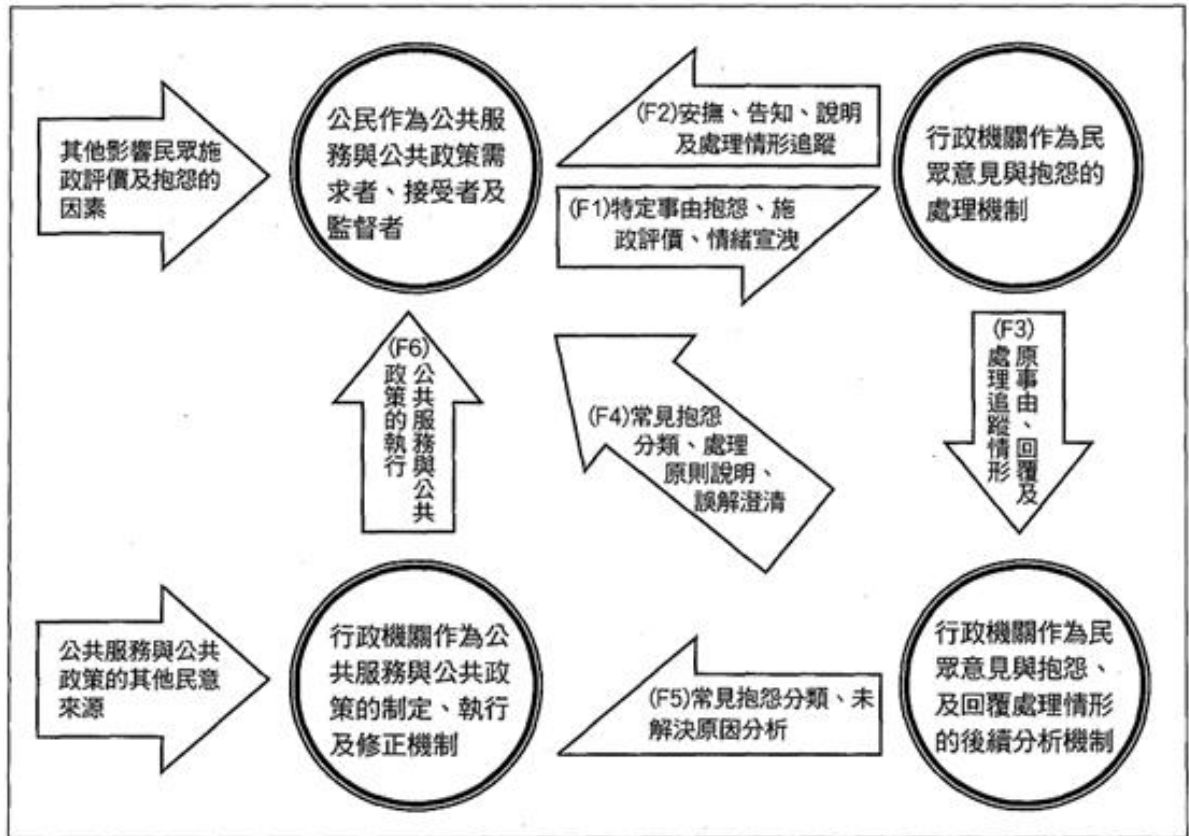 其他影響民眾施
政評價及抱怨的
因素
公民作為公共服
務與公共政策需
求者、接受者及
監督者
(F2)安撫、告知、說明
及處理情形追蹤
(F1)特定事由抱怨、施
政評價、情緒宣洩
行政機關作為民
眾意見與抱怨的
處理機制
(F3)
原事由、回覆及
處理追蹤情形
(F4)常見抱怨
分類、處理
原則說明、
誤解澄清
(F6)
公共服務與公共
政策的執行
公共服務與公共
政策的其他民意
來源
行政機關作為公
共服務與公共政
策的制定、執行
及修正機制
(F5)常見抱怨分類、未
解決原因分析
行政機關作為民
眾意見與抱怨、
及回覆處理情形
的後續分析機制